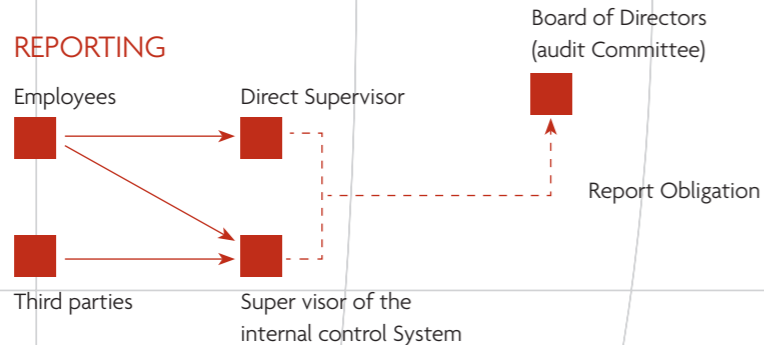 Board of Directors
(audit Committee)
REPORTING
Employees
Direct Supervisor
Report Obligation
Third parties
Super visor of the
internal control System